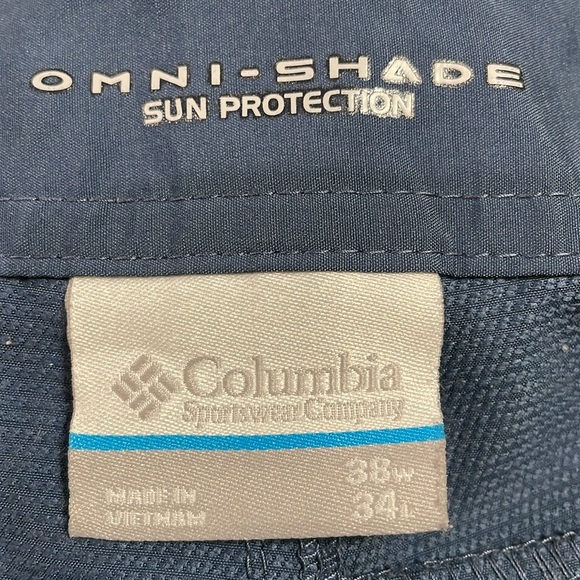 OMNI-SHADE
SUN PROTECTION
Columbia
Sportswear Company
38W
MADE IN
VIETNAM
34L